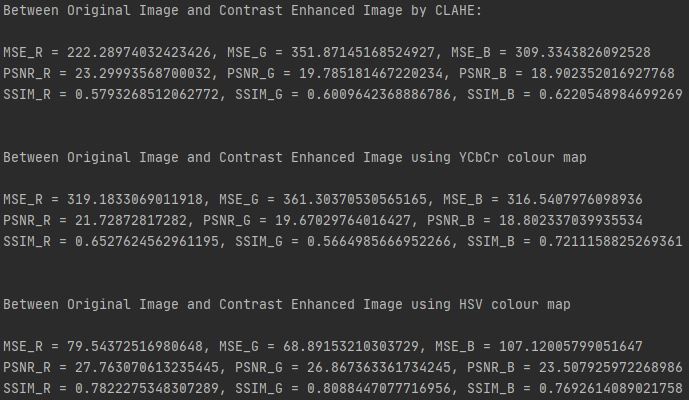 Between Original Image and Contrast Enhanced Image by CLAHE:
MSE_R = 222.28974032423426, MSE_G = 351.87145168524927, MSE_B = 309.3343826092528
PSNR_R = 23.29993568700032, PSNR_G = 19.785181467220234, PSNR_B = 18.902352016927768
SSIM_R = 0.5793268512062772, SSIM_G = 0.6009642368886786, SSIM_B = 0.6220548984699269
Between Original Image and Contrast Enhanced Image using YCbCr colour map
MSE_R = 319.1833069011918, MSE_G = 361.30370530565165, MSE_B = 316.5407976098936
PSNR_R = 21.72872817282, PSNR_G = 19.67029764016427, PSNR_B = 18.802337039935534
SSIM_R = 0.6527624562961195, SSIM_G = 0.5664985666952266, SSIM_B = 0.7211158825269361
Between Original Image and Contrast Enhanced Image using HSV colour map
MSE_R = 79.54372516980648, MSE_G = 68.89153210303729, MSE_B = 107.12005799051647
PSNR_R = 27.763070613235445, PSNR_G = 26.867363361734245, PSNR_B = 23.507925972268986
SSIM_R = 0.7822275348307289, SSIM_G = 0.8088447077716956, SSIM_B = 0.7692614089021758